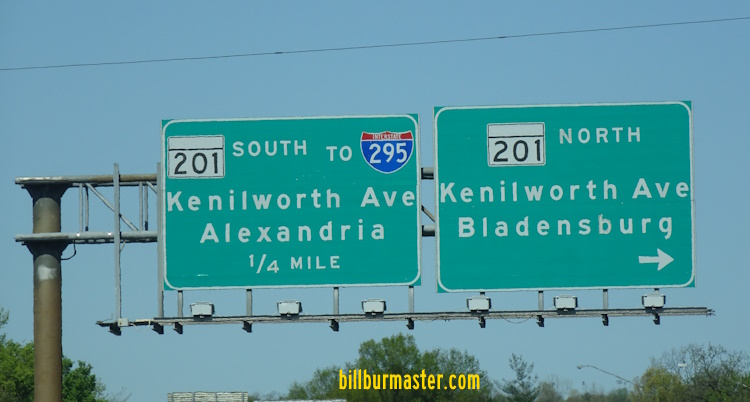 201 SOUTH TO INTERSTATE 295
Kenilworth Ave
Alexandria
1/4 MILE
201 NORTH
Kenilworth Ave
Bladensburg
billburmaster.com